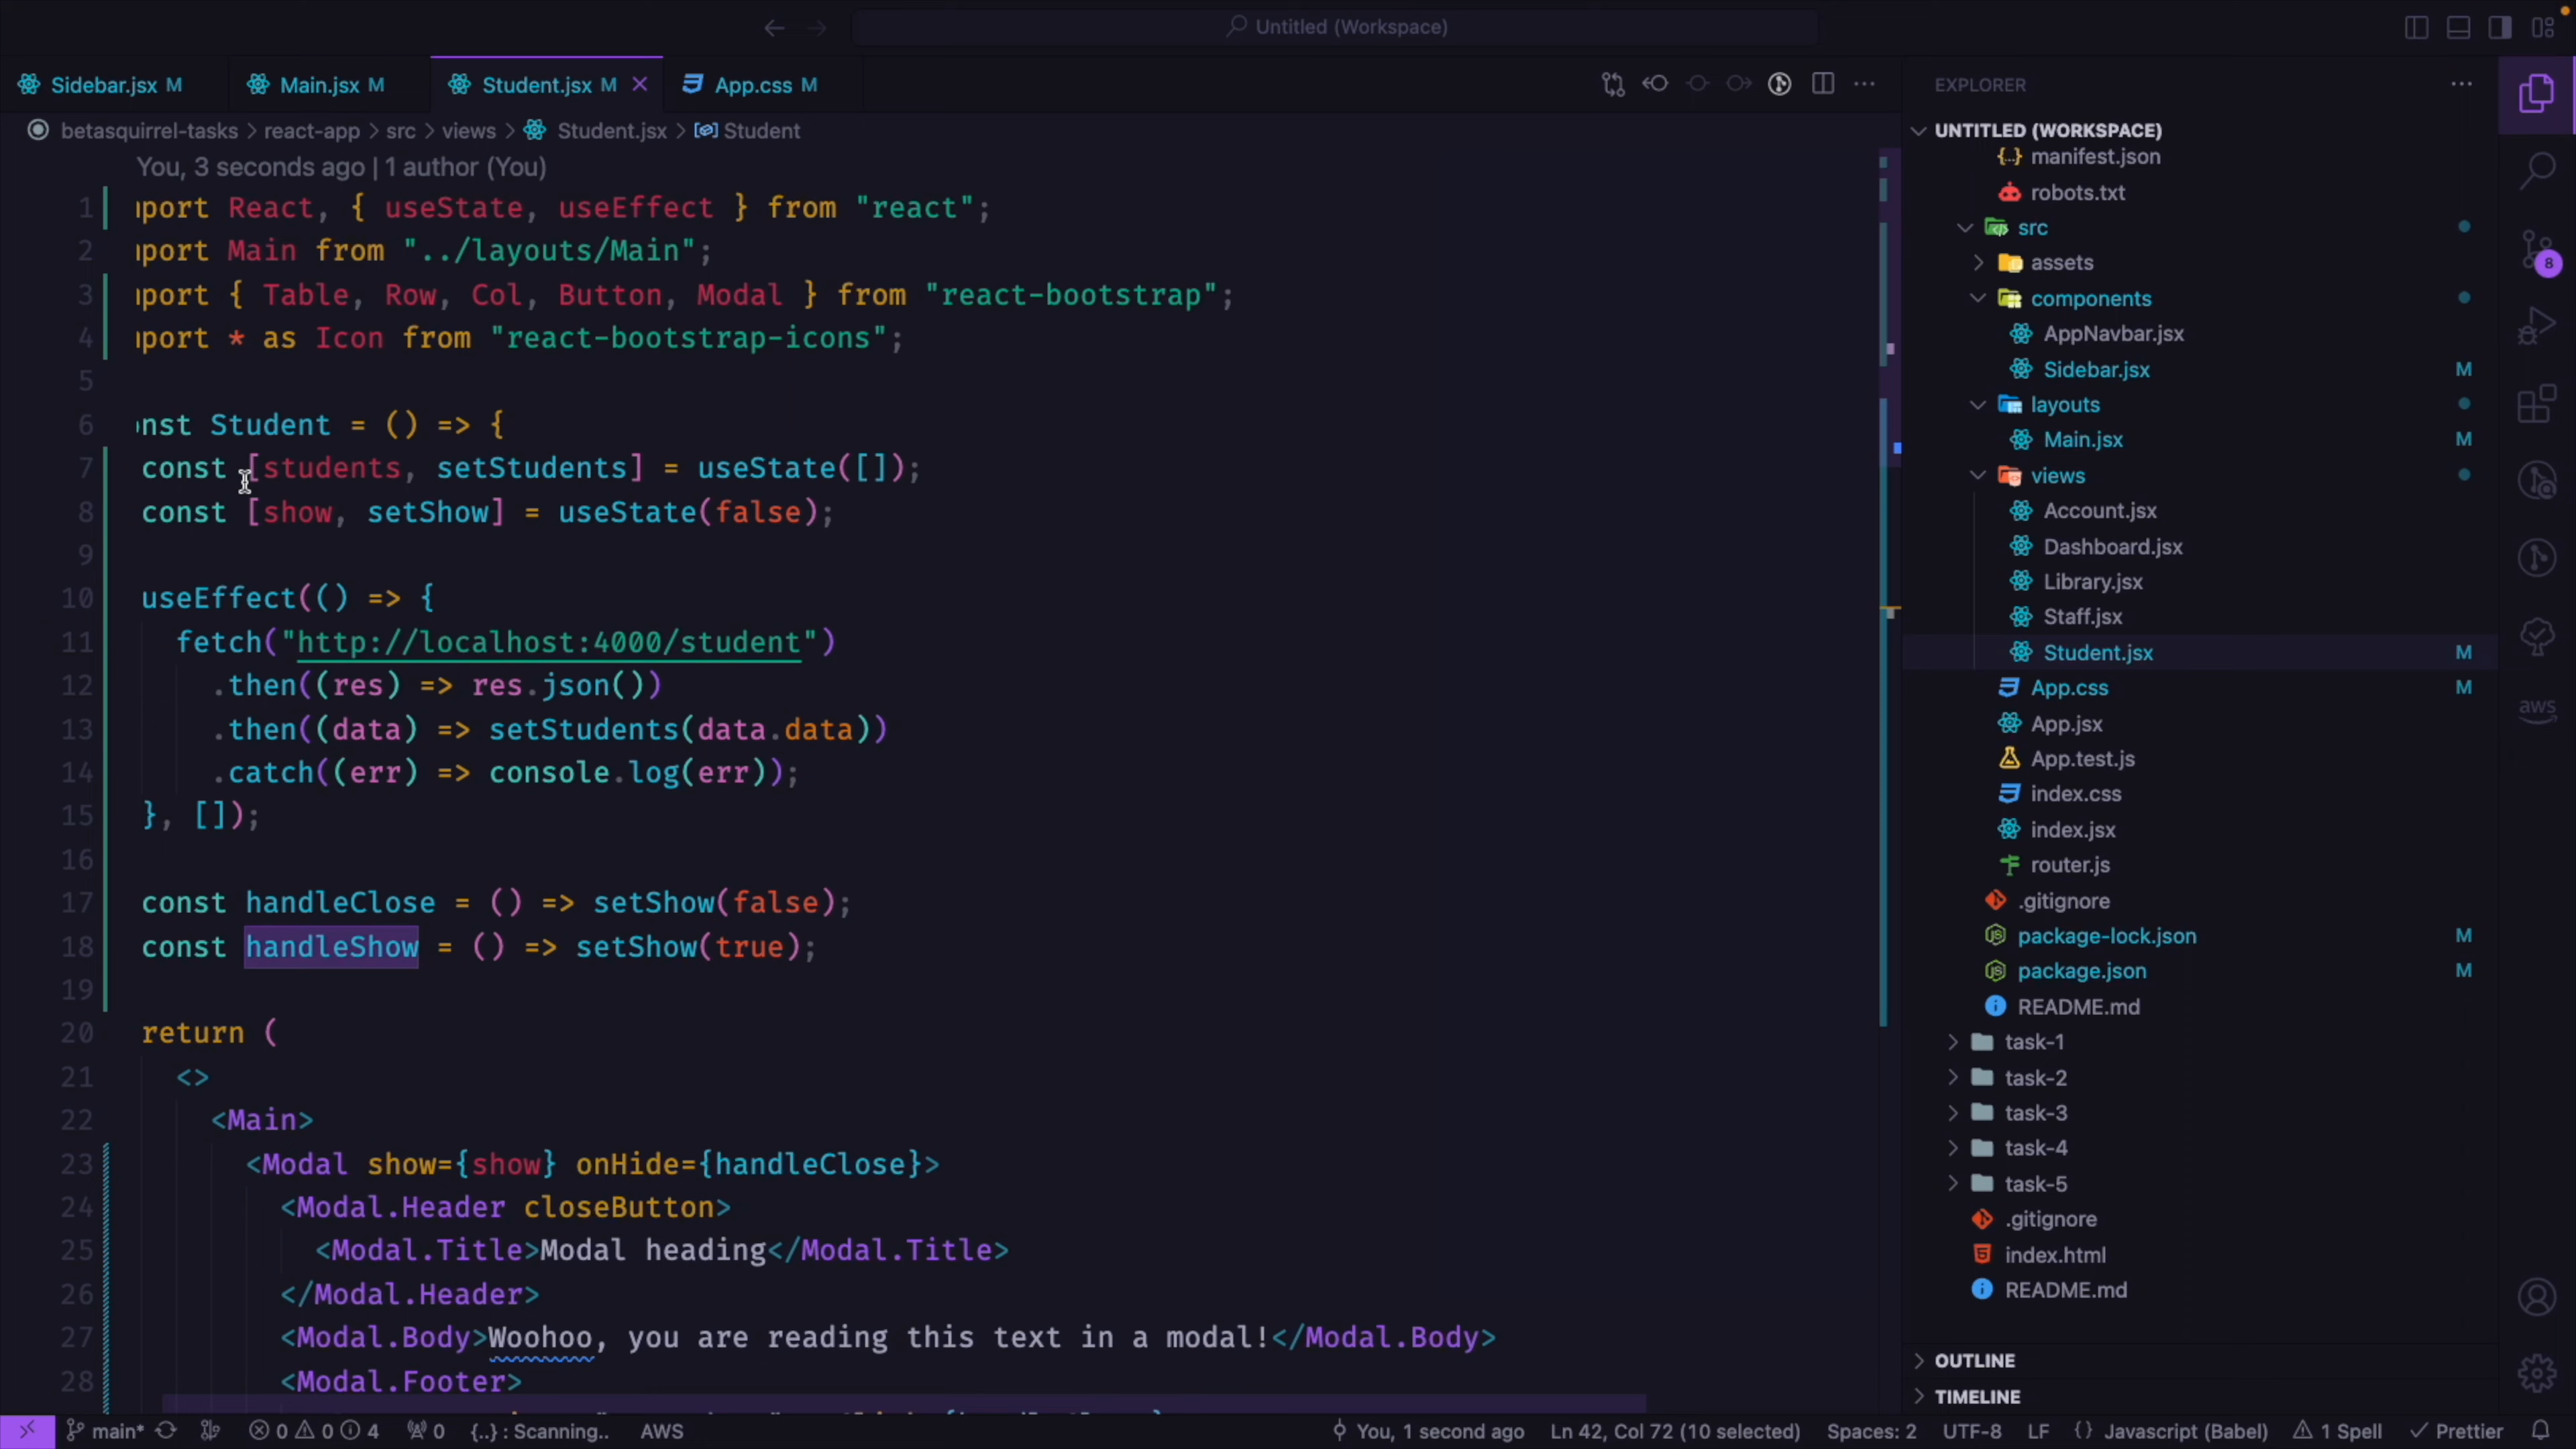 Untitled (Workspace)
Sidebar.jsx M
Main.jsx M
Student.jsx M
App.css M
betasquirrel-tasks > react-app > src > views > Student.jsx > Student
You, 3 seconds ago | 1 author (You)
1 port React, { useState, useEffect } from "react";
2 port Main from "../layouts/Main";
3 port { Table, Row, Col, Button, Modal } from "react-bootstrap";
4 port * as Icon from "react-bootstrap-icons";
5
6 nst Student = () => {
7 const [students, setStudents] = useState([]);
8 const [show, setShow] = useState(false);
9
10 useEffect(() => {
11 fetch("http://localhost:4000/student")
12 .then((res) => res.json())
13 .then((data) => setStudents(data.data))
14 .catch((err) => console.log(err));
15 }, []);
16
17 const handleClose = () => setShow(false);
18 const handleShow = () => setShow(true);
19
20 return (
21 <>
22 <Main>
23 <Modal show={show} onHide={handleClose}>
24 <Modal.Header closeButton>
25 <Modal.Title>Modal heading</Modal.Title>
26 </Modal.Header>
27 <Modal.Body>Woohoo, you are reading this text in a modal!</Modal.Body>
28 <Modal.Footer>
EXPLORER
UNTITLED (WORKSPACE)
manifest.json
robots.txt
src
assets
components
AppNavbar.jsx
Sidebar.jsx M
layouts
Main.jsx M
views
Account.jsx
Dashboard.jsx
Library.jsx
Staff.jsx
Student.jsx M
App.css M
App.jsx
App.test.js
index.css
index.jsx
router.js
.gitignore
package-lock.json M
package.json M
README.md
task-1
task-2
task-3
task-4
task-5
.gitignore
index.html
README.md
OUTLINE
TIMELINE
8
aws
main* 0 0 4 0 {..} : Scanning.. AWS
You, 1 second ago Ln 42, Col 72 (10 selected) Spaces: 2 UTF-8 LF {} Javascript (Babel) 1 Spell Prettier